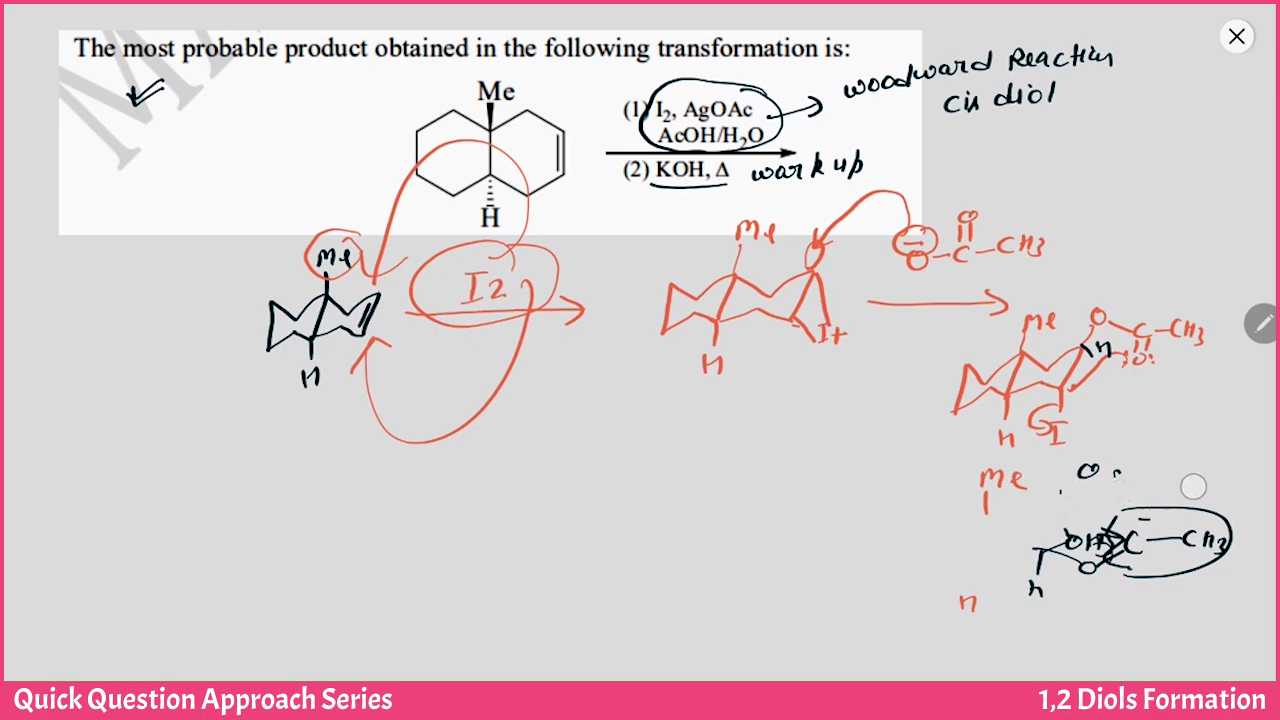 The most probable product obtained in the following transformation is:
Me
(1) I2, AgOAc
AcOH/H2O
(2) KOH, Δ
H
woodward Reaction
cis diol
work up
Me
H
I2
Me
H
I+
O
O-C-CH3
Me
O
C-CH3
H
:O:
H
I
Me
O
OH
C-CH3
O
H
H
Quick Question Approach Series
1,2 Diols Formation